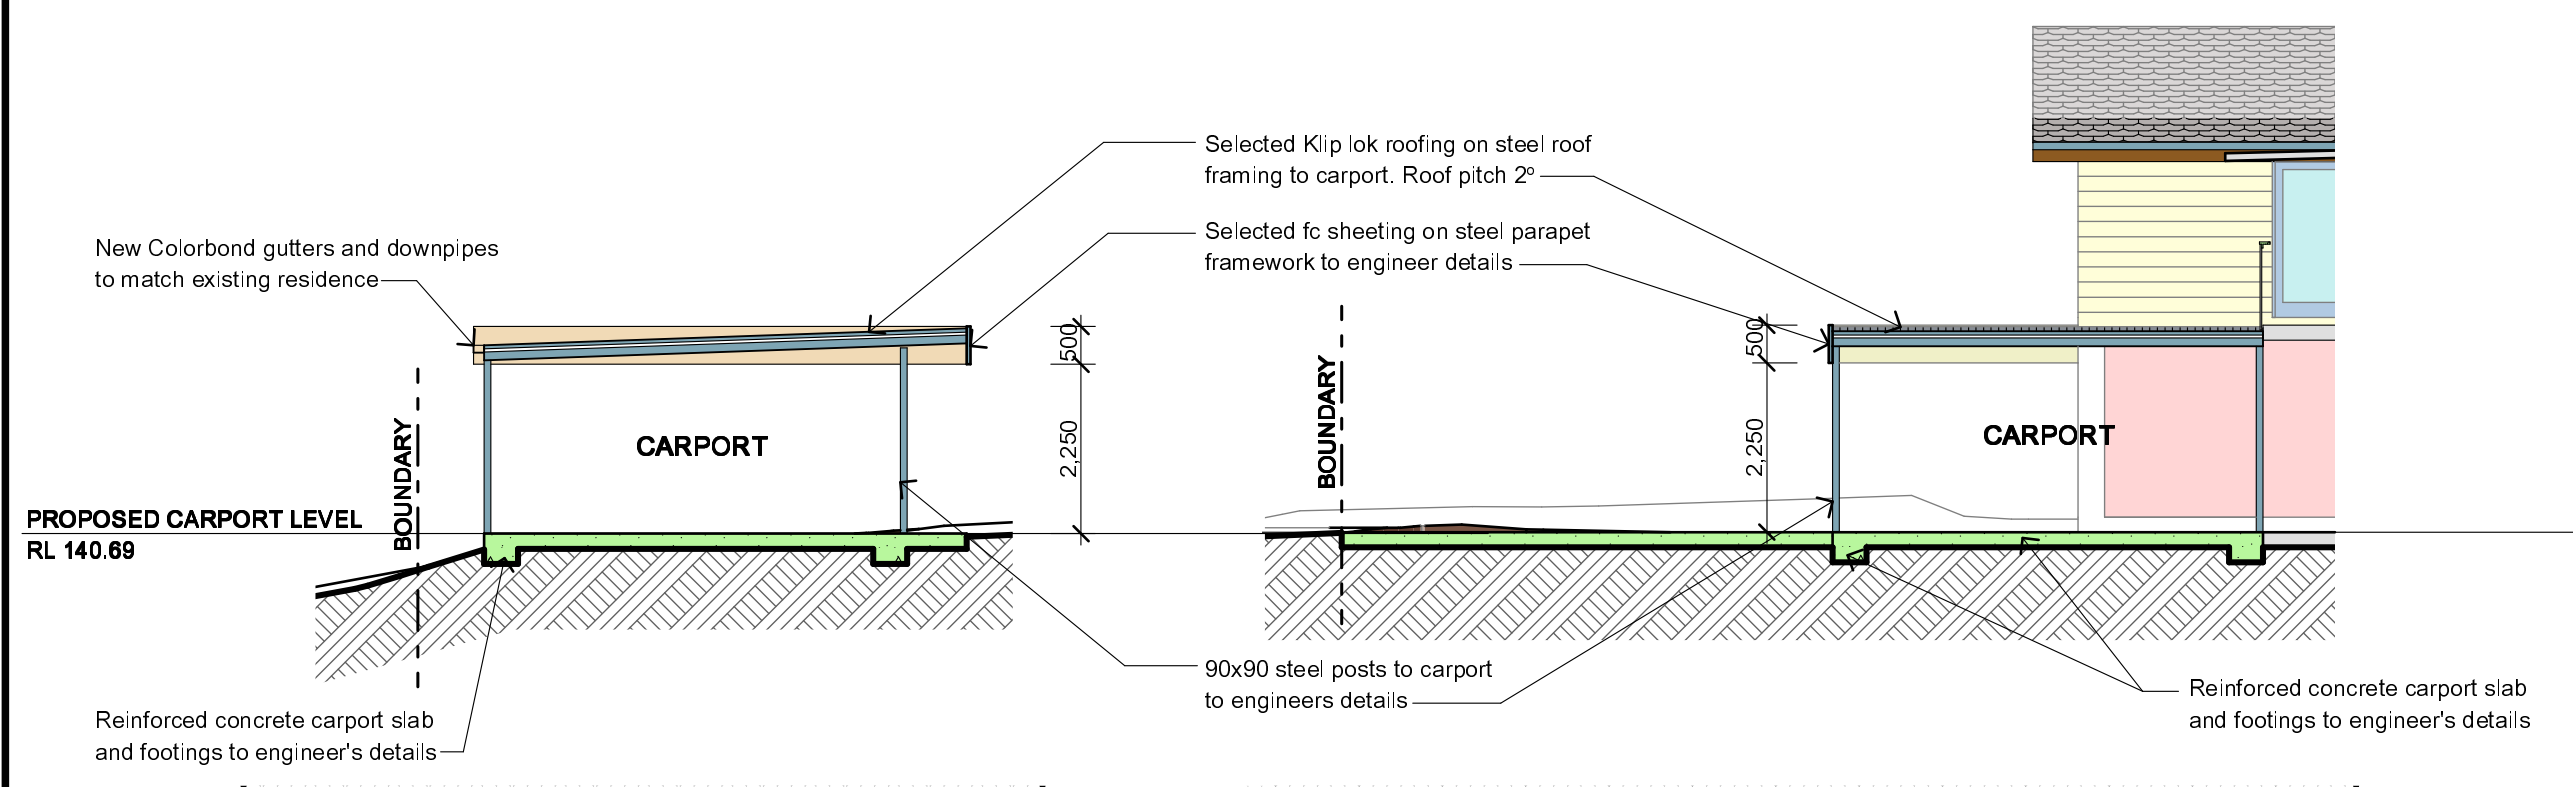 Selected Klip lok roofing on steel roof
framing to carport. Roof pitch 2º
New Colorbond gutters and downpipes
to match existing residence
Selected fc sheeting on steel parapet
framework to engineer details
500
500
BOUNDARY
BOUNDARY
CARPORT
2,250
2,250
CARPORT
PROPOSED CARPORT LEVEL
RL 140.69
90x90 steel posts to carport
to engineers details
Reinforced concrete carport slab
and footings to engineer's details
Reinforced concrete carport slab
and footings to engineer's details